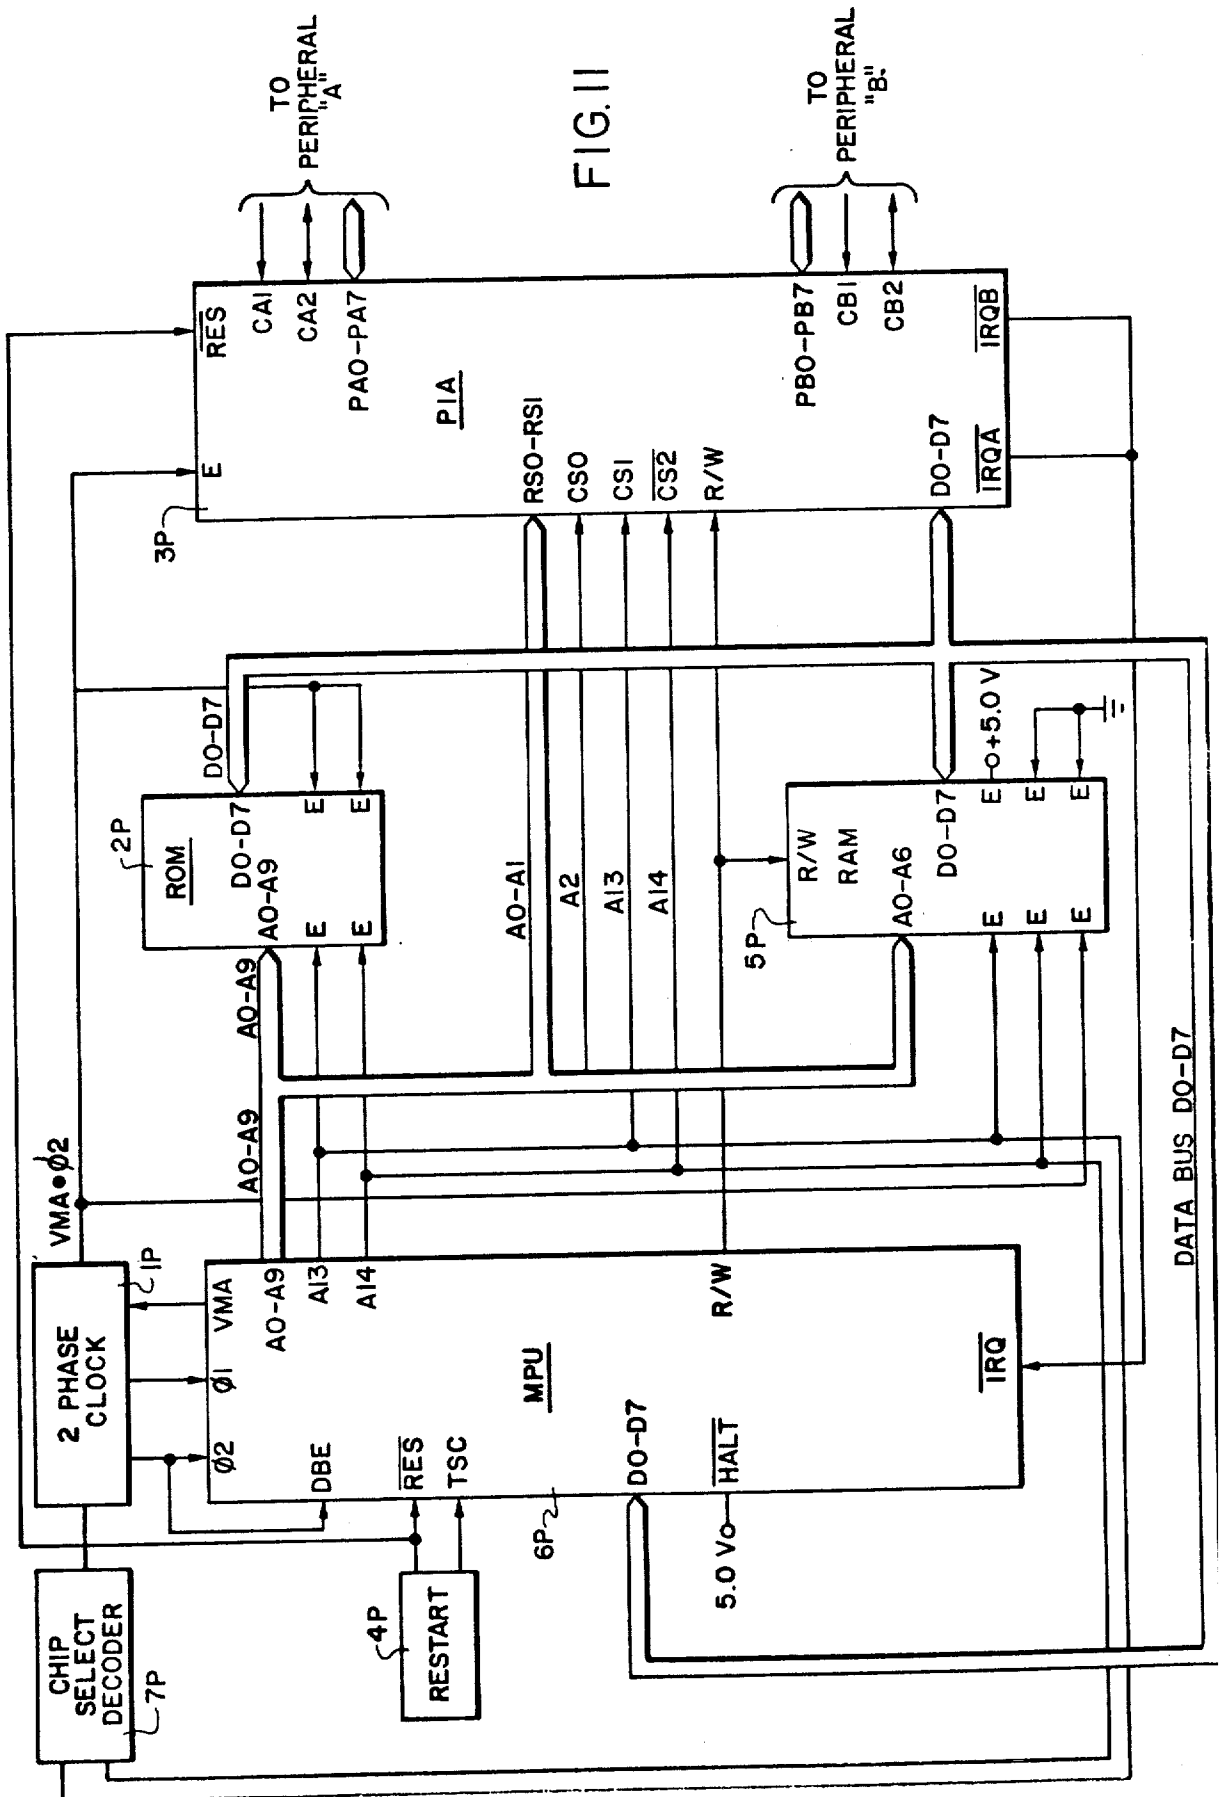 FIG. 11
TO
PERIPHERAL
"A"
TO
PERIPHERAL
"B."
RES
E
CA1
CA2
PA0-PA7
PIA
3P
RS0-RS1
CS0
CS1
CS2
R/W
PB0-PB7
CB1
CB2
D0-D7
IRQA
IRQB
D0-D7
2P
ROM
D0-D7
A0-A9
E
E
E
E
A0-A9
A0-A9
A0-A1
A2
A13
A14
R/W
RAM
5P
A0-A6
D0-D7
E
E
E
E
E
E
+5.0 V
DATA BUS D0-D7
VMA•ϕ2
1P
2 PHASE
CLOCK
VMA
ϕ1
ϕ2
A0-A9
A13
A14
R/W
MPU
DBE
RES
TSC
6P
D0-D7
HALT
IRQ
5.0 V
4P
RESTART
CHIP
SELECT
DECODER
7P